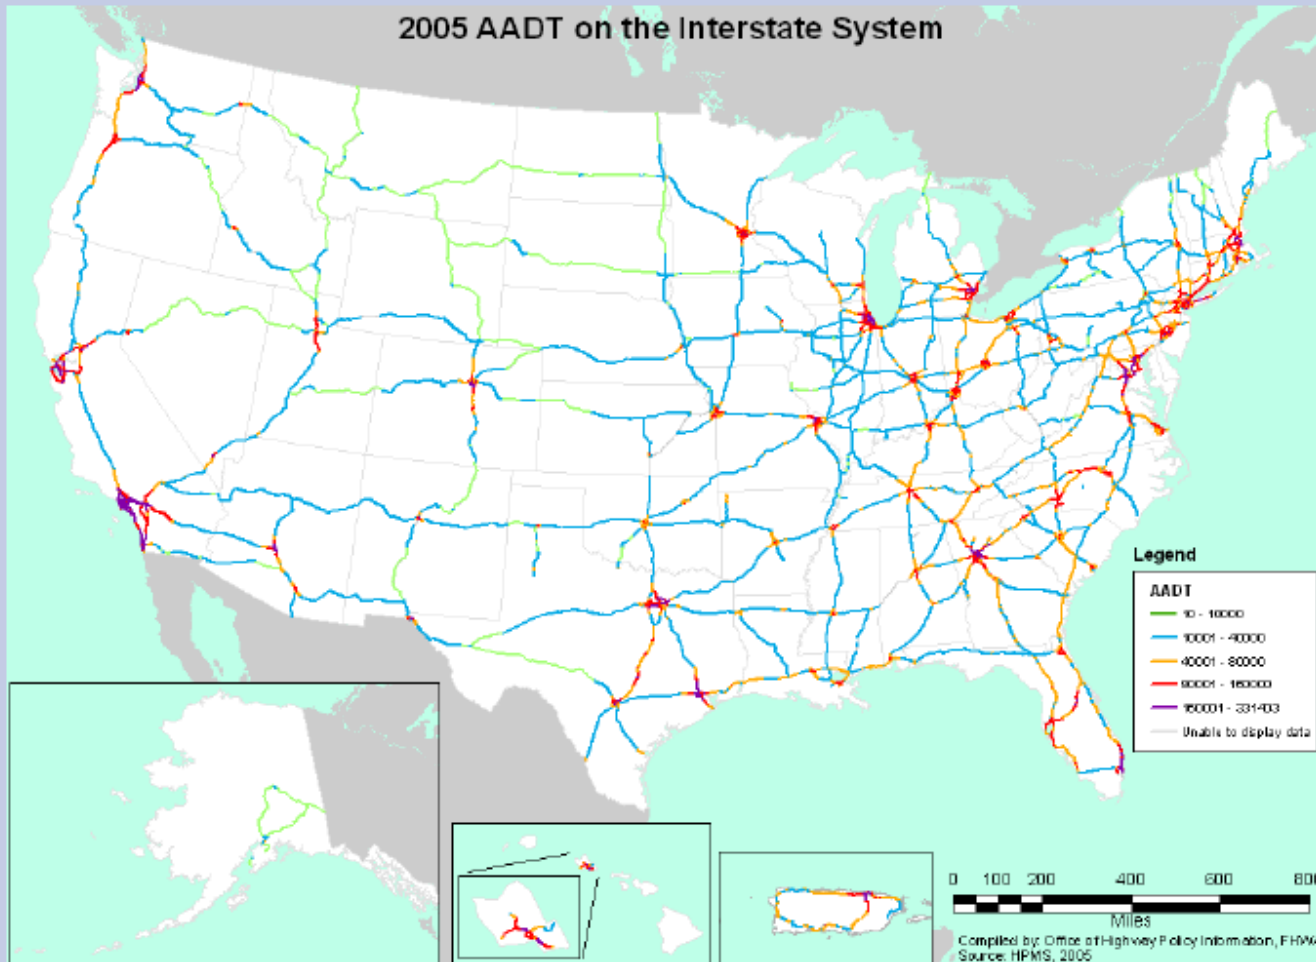 2005 AADT on the Interstate System
Legend
AADT
10 - 10000
10001 - 40000
40001 - 80000
80001 - 160000
160001 - 331403
Unable to display data
0 100 200 400 600 800
Miles
Compiled by: Office of Highway Policy Information, FHWA
Source: HPMS, 2005